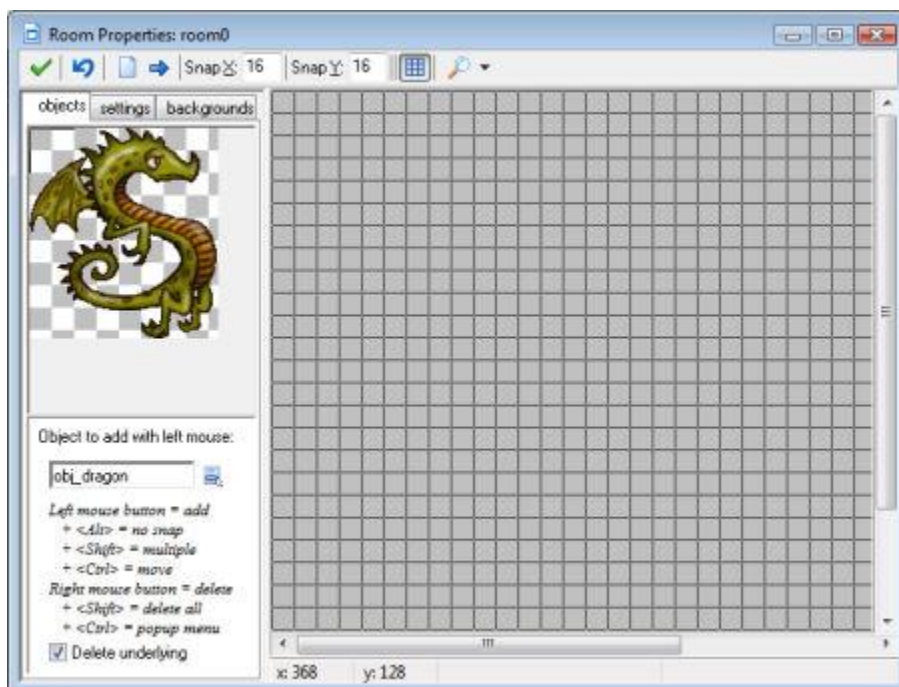 Room Properties: room0
Snap X: 16 Snap Y: 16
objects settings backgrounds
Object to add with left mouse:
obj_dragon
Left mouse button = add
+ <Alt> = no snap
+ <Shift> = multiple
+ <Ctrl> = move
Right mouse button = delete
+ <Shift> = delete all
+ <Ctrl> = popup menu
Delete underlying
x: 368 y: 128